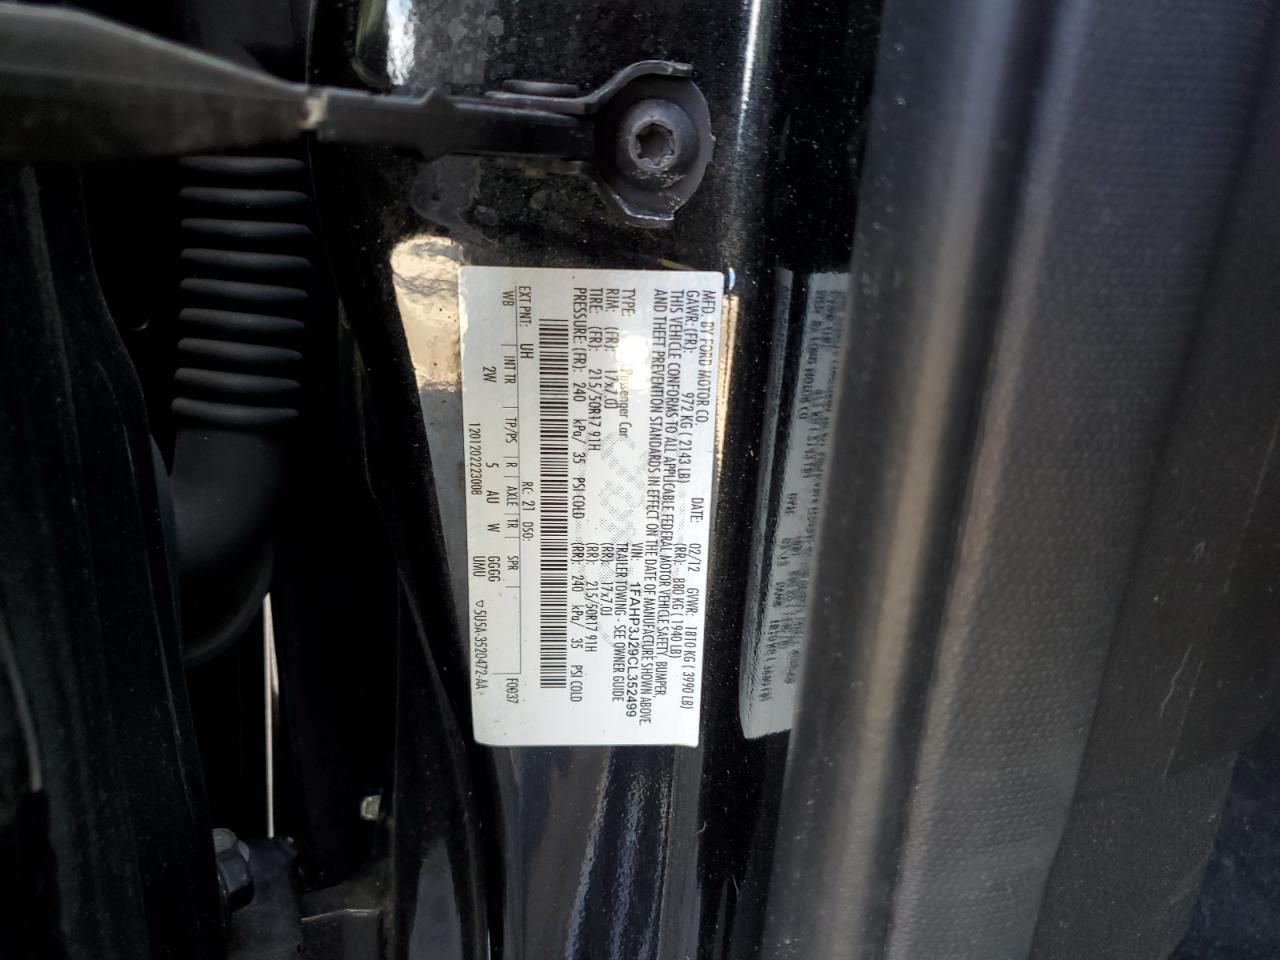 MFD. BY FORD MOTOR CO.
DATE: 02/12 GVWR: 1810 KG ( 3990 LB)
GAWR: (FR): 972 KG ( 2143 LB) (RR): 880 KG ( 1940 LB)
THIS VEHICLE CONFORMS TO ALL APPLICABLE FEDERAL MOTOR VEHICLE SAFETY, BUMPER,
AND THEFT PREVENTION STANDARDS IN EFFECT ON THE DATE OF MANUFACTURE SHOWN ABOVE.
VIN: 1FAHP3J29CL352499
TYPE: Passenger Car TRAILER TOWING - SEE OWNER GUIDE
RIM: (FR): 17x7.0J (RR): 17x7.0J
TIRE: (FR): 215/50R17 91H (RR): 215/50R17 91H
PRESSURE: (FR): 240 kPa/ 35 PSI COLD (RR): 240 kPa/ 35 PSI COLD
EXT PNT: UH RC: 21 DSO: F0037
WB INT TR TP/PS R AXLE TR SPR
2W 5 AU W GGGG
1201202223008 UMU ▽ 5U5A-3520472-AA